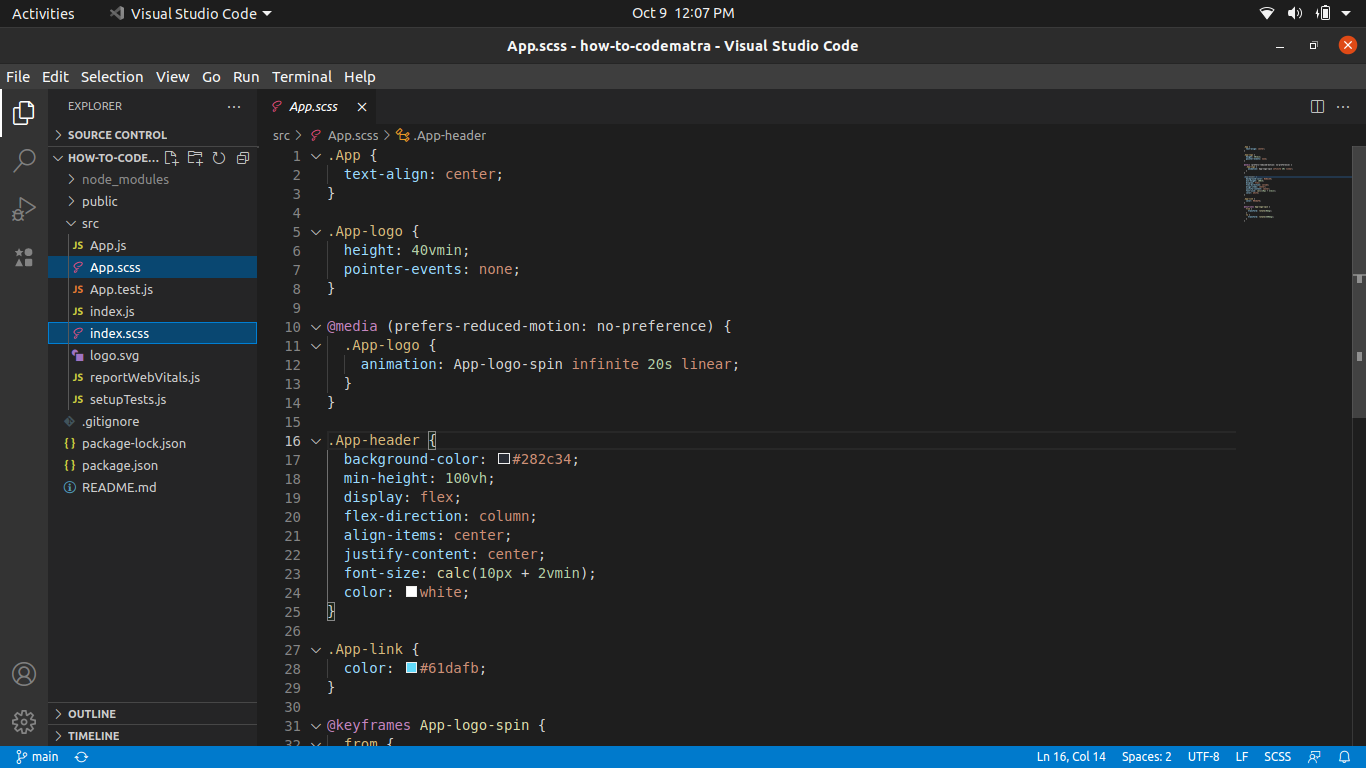 Activities
Visual Studio Code
Oct 9 12:07 PM
App.scss - how-to-codematra - Visual Studio Code
File Edit Selection View Go Run Terminal Help
EXPLORER
SOURCE CONTROL
HOW-TO-CODE...
node_modules
public
src
JS App.js
App.scss
JS App.test.js
JS index.js
index.scss
logo.svg
JS reportWebVitals.js
JS setupTests.js
.gitignore
{} package-lock.json
{} package.json
README.md
OUTLINE
TIMELINE
App.scss
src > App.scss > .App-header
1 .App {
2 text-align: center;
3 }
4
5 .App-logo {
6 height: 40vmin;
7 pointer-events: none;
8 }
9
10 @media (prefers-reduced-motion: no-preference) {
11 .App-logo {
12 animation: App-logo-spin infinite 20s linear;
13 }
14 }
15
16 .App-header {
17 background-color: #282c34;
18 min-height: 100vh;
19 display: flex;
20 flex-direction: column;
21 align-items: center;
22 justify-content: center;
23 font-size: calc(10px + 2vmin);
24 color: white;
25 }
26
27 .App-link {
28 color: #61dafb;
29 }
30
31 @keyframes App-logo-spin {
32 from {
main
Ln 16, Col 14
Spaces: 2
UTF-8
LF
SCSS